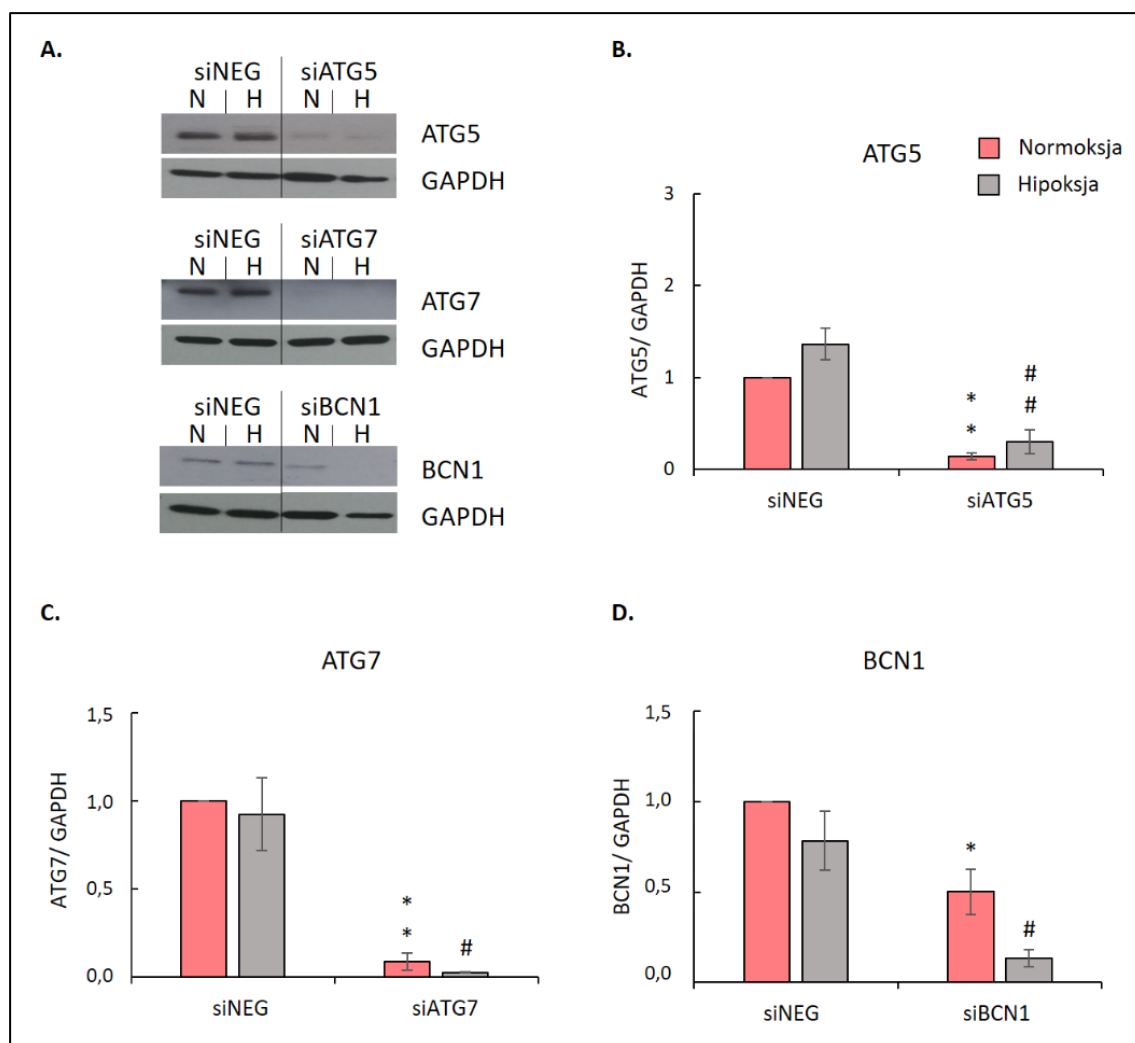 A.
siNEG siATG5
N H N H
ATG5
GAPDH
siNEG siATG7
N H N H
ATG7
GAPDH
siNEG siBCN1
N H N H
BCN1
GAPDH
B.
ATG5
Normoksja
Hipoksja
ATG5/ GAPDH
3
2
1
0
* #
* #
siNEG siATG5
C.
ATG7
ATG7/ GAPDH
1,5
1,0
0,5
0,0
*
* #
siNEG siATG7
D.
BCN1
BCN1/ GAPDH
1,5
1,0
0,5
0,0
*
#
siNEG siBCN1